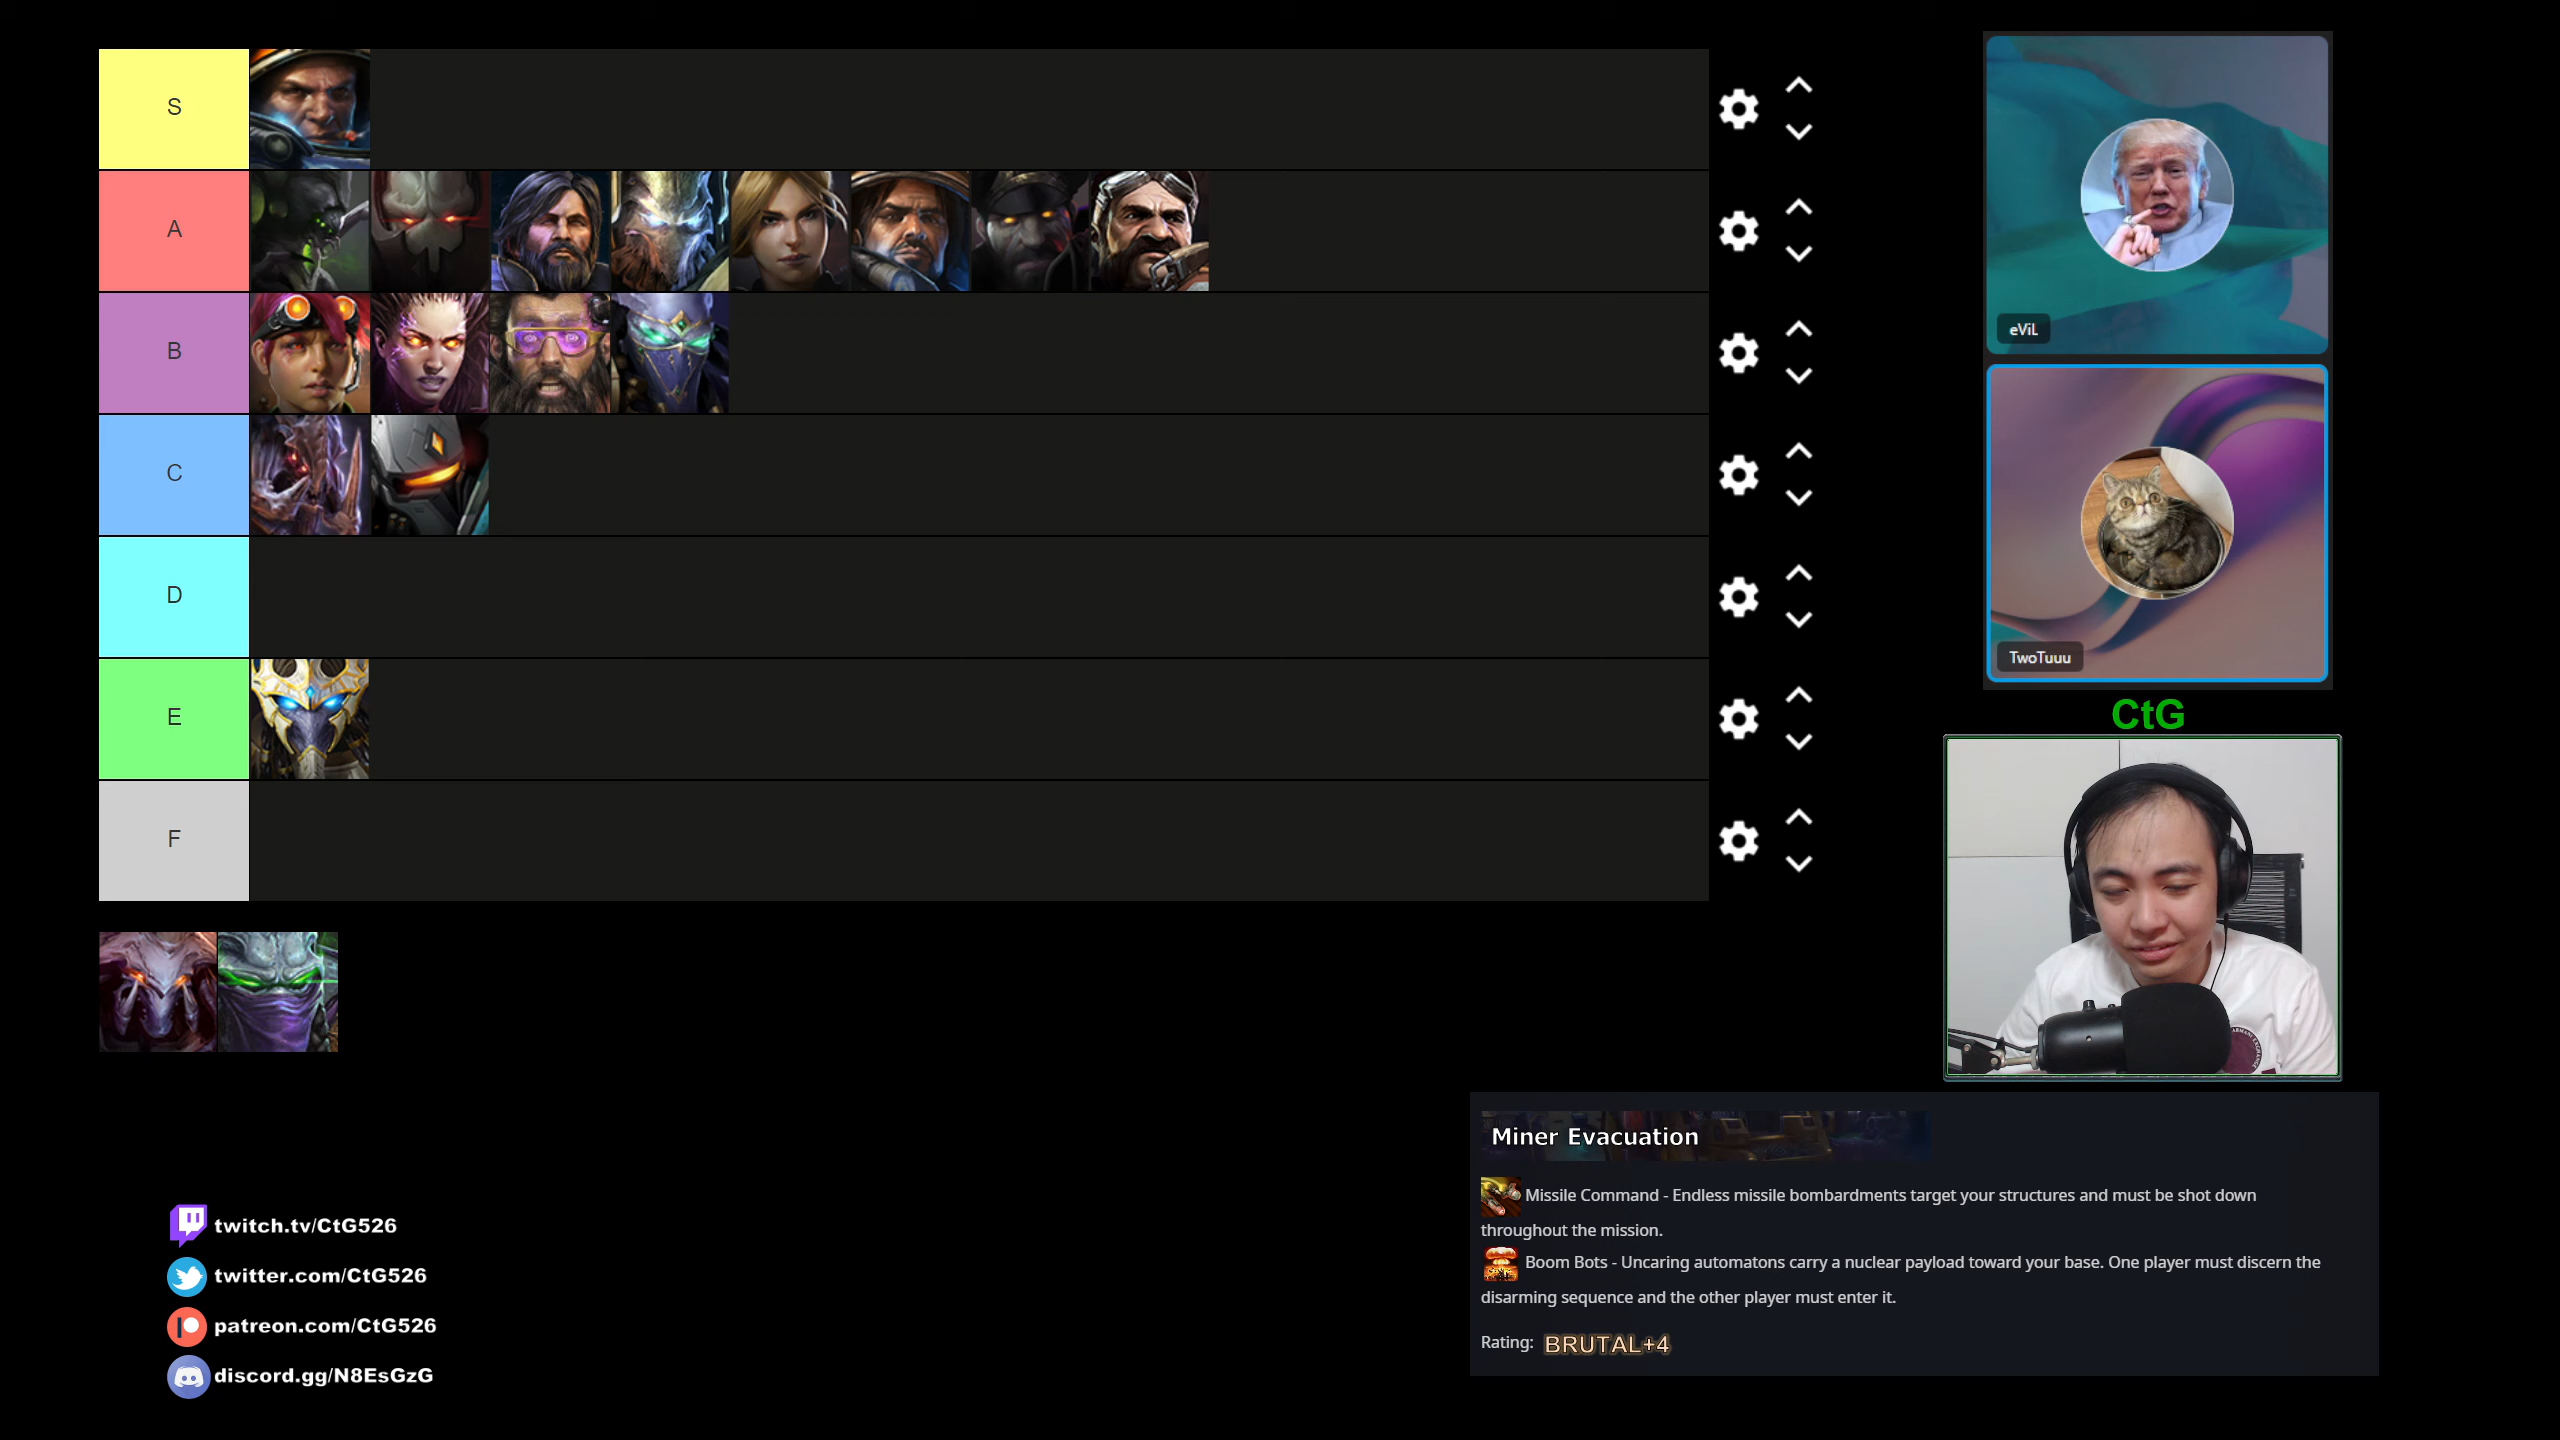 S
A
B
C
D
E
F
eViL
TwoTuuu
CtG
Miner Evacuation
Missile Command - Endless missile bombardments target your structures and must be shot down
throughout the mission.
Boom Bots - Uncaring automatons carry a nuclear payload toward your base. One player must discern the
disarming sequence and the other player must enter it.
Rating: BRUTAL+4
twitch.tv/CtG526
twitter.com/CtG526
patreon.com/CtG526
discord.gg/N8EsGzG